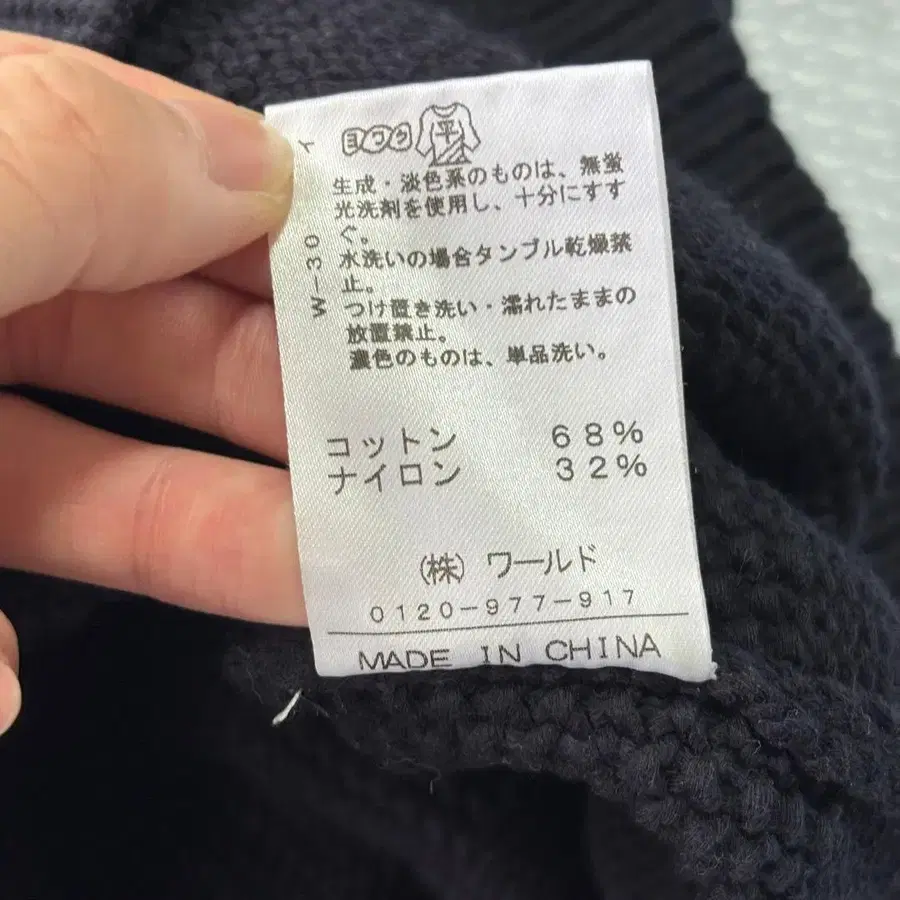 ヨワク 平
生成・淡色系のものは、無蛍
光洗剤を使用し、十分にすす
ぐ。
水洗いの場合タンブル乾燥禁
止。
つけ置き洗い・濡れたままの
放置禁止。
濃色のものは、単品洗い。
W-30
コットン 68%
ナイロン 32%
(株) ワールド
0120-977-917
MADE IN CHINA